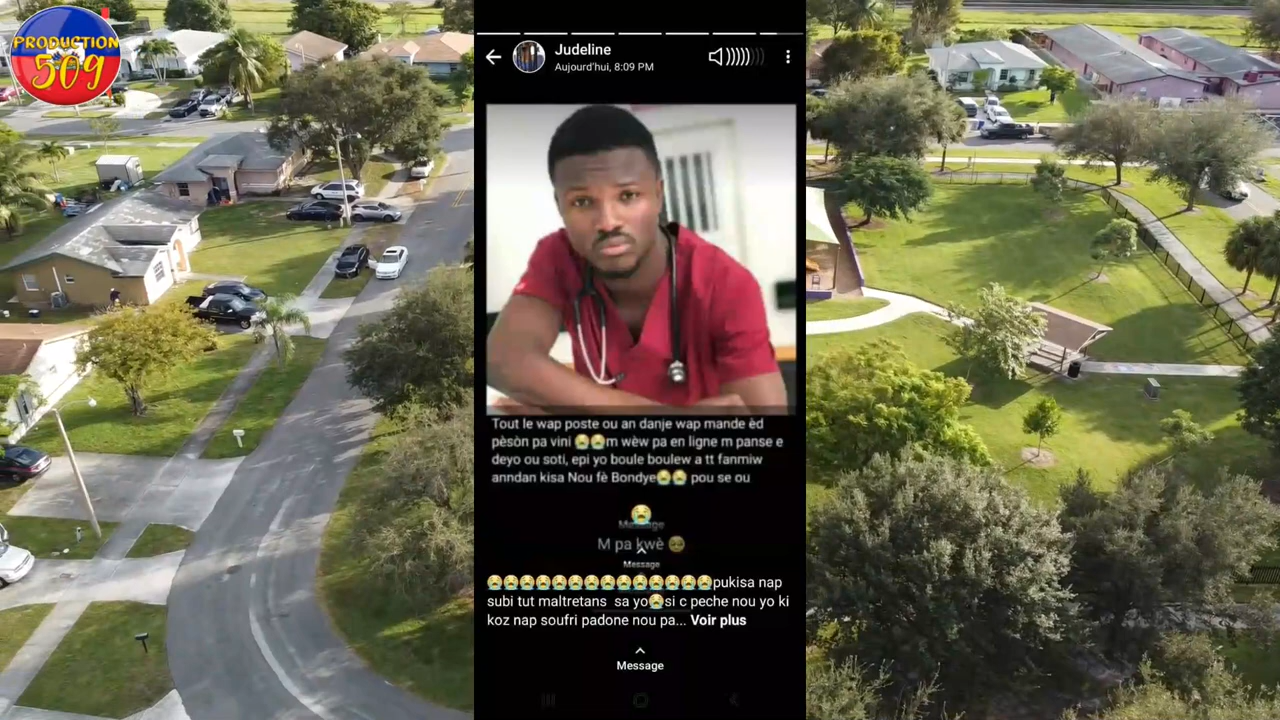 PRODUCTION
509
Judeline
Aujourd'hui, 8:09 PM
Tout le wap poste ou an danje wap mande èd
pèsòn pa vini 😭😭m wèw pa en ligne m panse e
deyo ou soti, epi yo boule boulew a tt fanmiw
anndan kisa Nou fè Bondye😭😭 pou se ou
😭
Message
M pa kwè 🥹
Message
😭😭😭😭😭😭😭😭😭😭😭😭😭😭pukisa nap
subi tut maltretans sa yo😭si c peche nou yo ki
koz nap soufri padone nou pa... Voir plus
Message